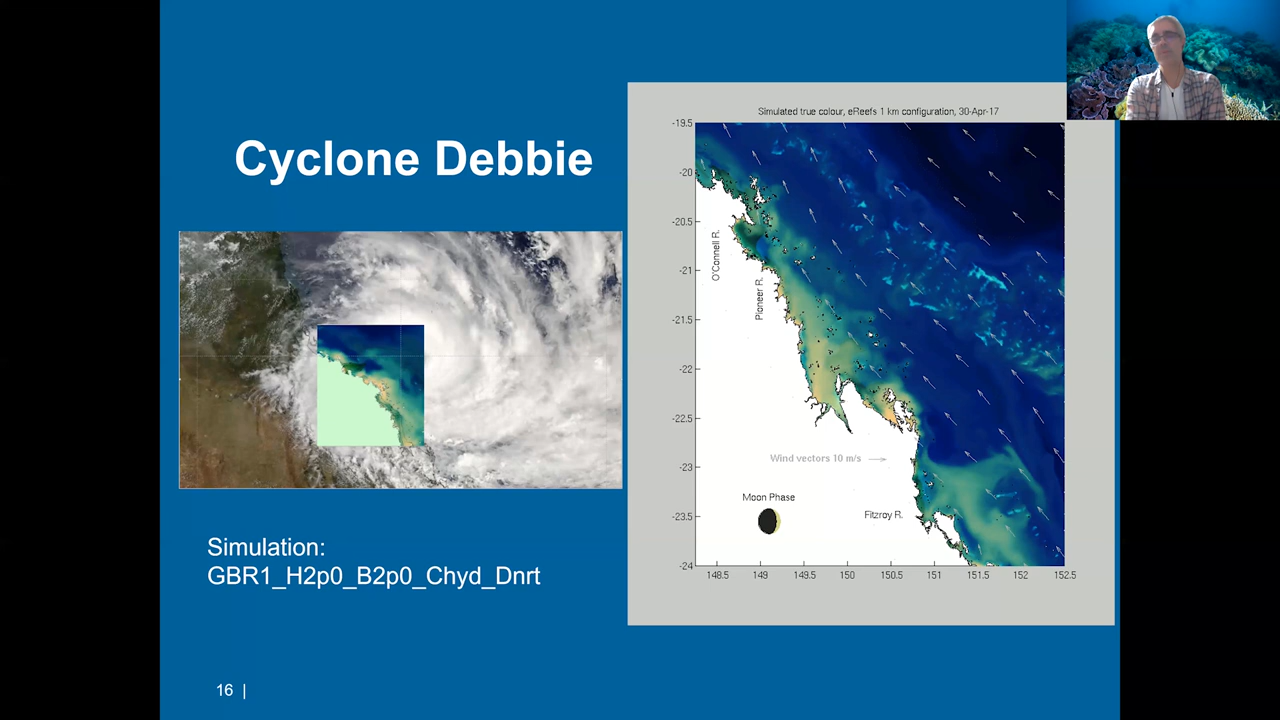 Cyclone Debbie
Simulation:
GBR1_H2p0_B2p0_Chyd_Dnrt
16 |
Simulated true colour, eReefs 1 km configuration, 30-Apr-17
-19.5
-20
-20.5
-21
-21.5
-22
-22.5
-23
-23.5
-24
O'Connell R.
Pioneer R.
Wind vectors 10 m/s
Moon Phase
Fitzroy R.
148.5 149 149.5 150 150.5 151 151.5 152 152.5